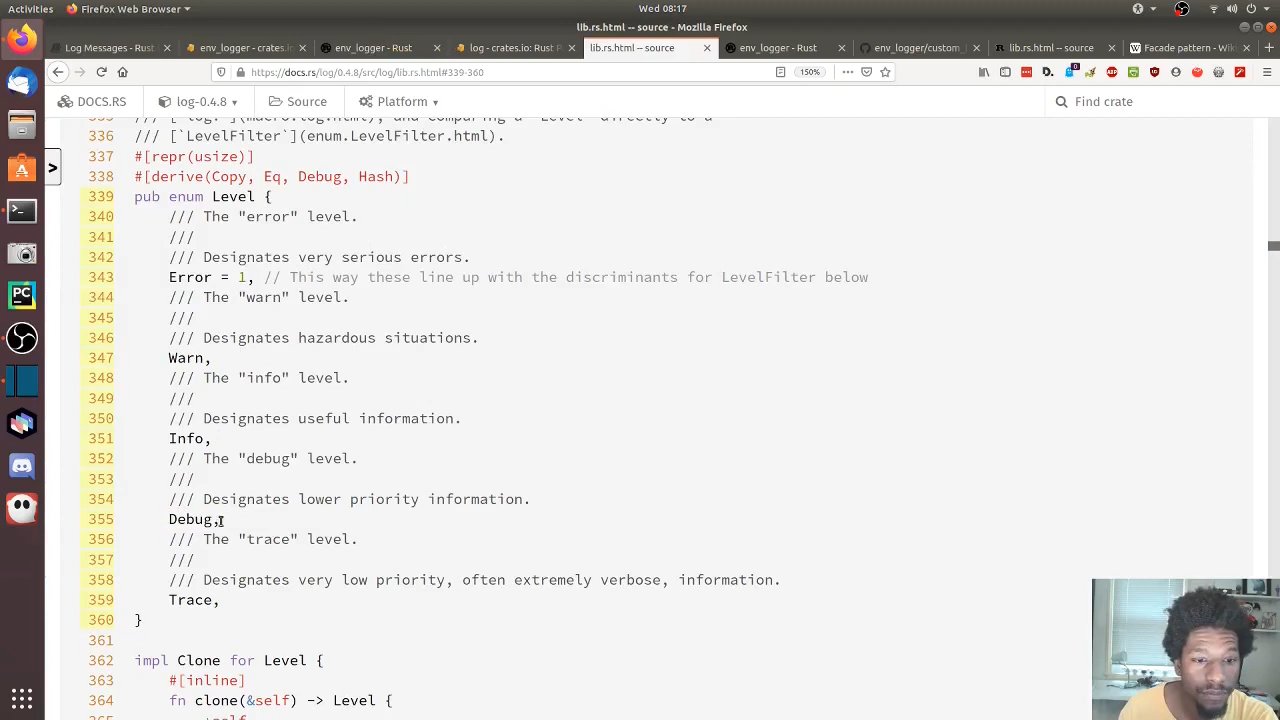 Activities Firefox Web Browser Wed 08:17
lib.rs.html -- source - Mozilla Firefox
Log Messages - Rust env_logger - crates.io env_logger - Rust log - crates.io: Rust P lib.rs.html -- source env_logger - Rust env_logger/custom_ lib.rs.html -- source Facade pattern - Wiki
https://docs.rs/log/0.4.8/src/log/lib.rs.html#339-360 150%
DOCS.RS log-0.4.8 Source Platform Find crate
336 /// [`LevelFilter`](enum.LevelFilter.html).
337 #[repr(usize)]
338 #[derive(Copy, Eq, Debug, Hash)]
339 pub enum Level {
340 /// The "error" level.
341 ///
342 /// Designates very serious errors.
343 Error = 1, // This way these line up with the discriminants for LevelFilter below
344 /// The "warn" level.
345 ///
346 /// Designates hazardous situations.
347 Warn,
348 /// The "info" level.
349 ///
350 /// Designates useful information.
351 Info,
352 /// The "debug" level.
353 ///
354 /// Designates lower priority information.
355 Debug,
356 /// The "trace" level.
357 ///
358 /// Designates very low priority, often extremely verbose, information.
359 Trace,
360 }
361
362 impl Clone for Level {
363 #[inline]
364 fn clone(&self) -> Level {